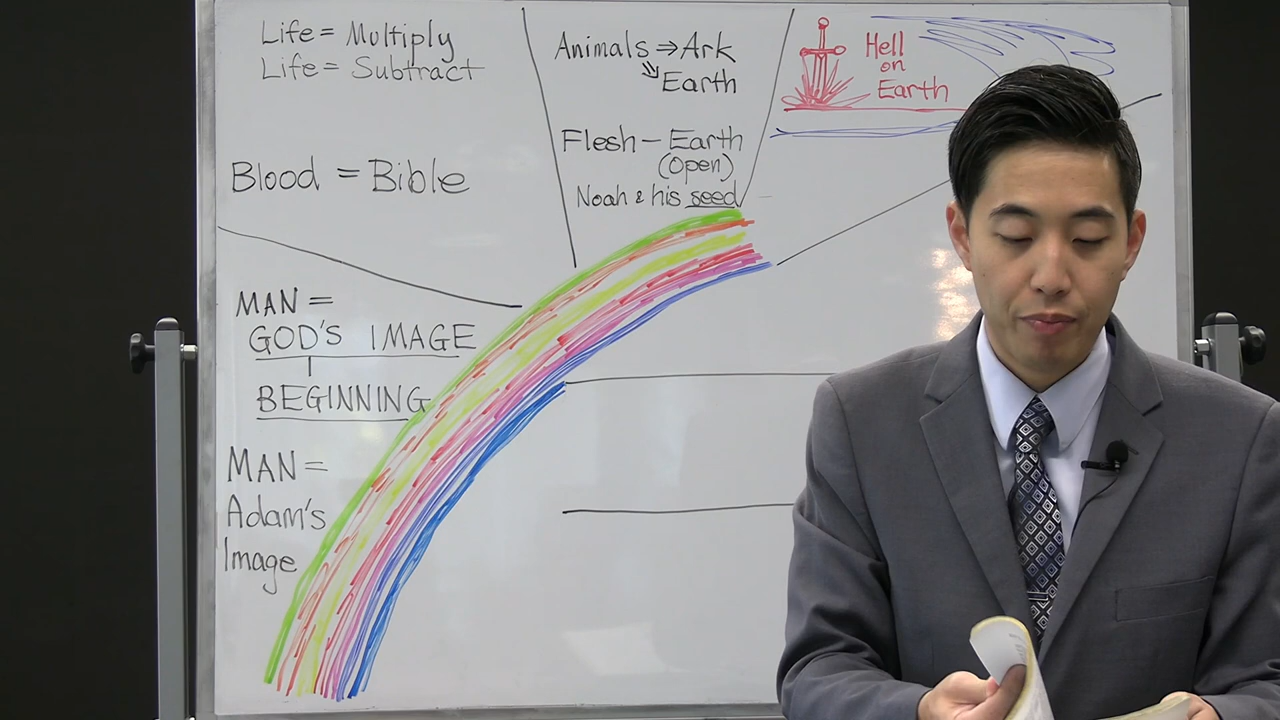 Life = Multiply
Life = Subtract
Blood = Bible
MAN =
GOD'S IMAGE
BEGINNING
MAN =
Adam's
Image
Animals ⇒ Ark
⇒ Earth
Flesh – Earth
(Open)
Noah & his seed
Hell
on
Earth